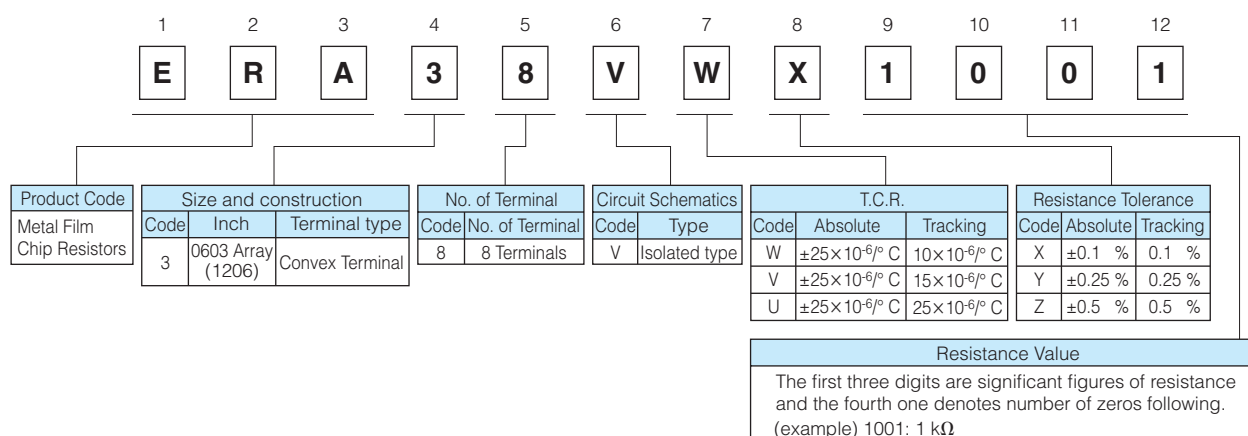 1 2 3 4 5 6 7 8 9 10 11 12
E R A 3 8 V W X 1 0 0 1
Product Code
Metal Film
Chip Resistors
Size and construction
Code Inch Terminal type
3 0603 Array (1206) Convex Terminal
No. of Terminal
Code No. of Terminal
8 8 Terminals
Circuit Schematics
Code Type
V Isolated type
T.C.R.
Code Absolute Tracking
W ±25×10-6/° C 10×10-6/° C
V ±25×10-6/° C 15×10-6/° C
U ±25×10-6/° C 25×10-6/° C
Resistance Tolerance
Code Absolute Tracking
X ±0.1 % 0.1 %
Y ±0.25 % 0.25 %
Z ±0.5 % 0.5 %
Resistance Value
The first three digits are significant figures of resistance
and the fourth one denotes number of zeros following.
(example) 1001: 1 kΩ